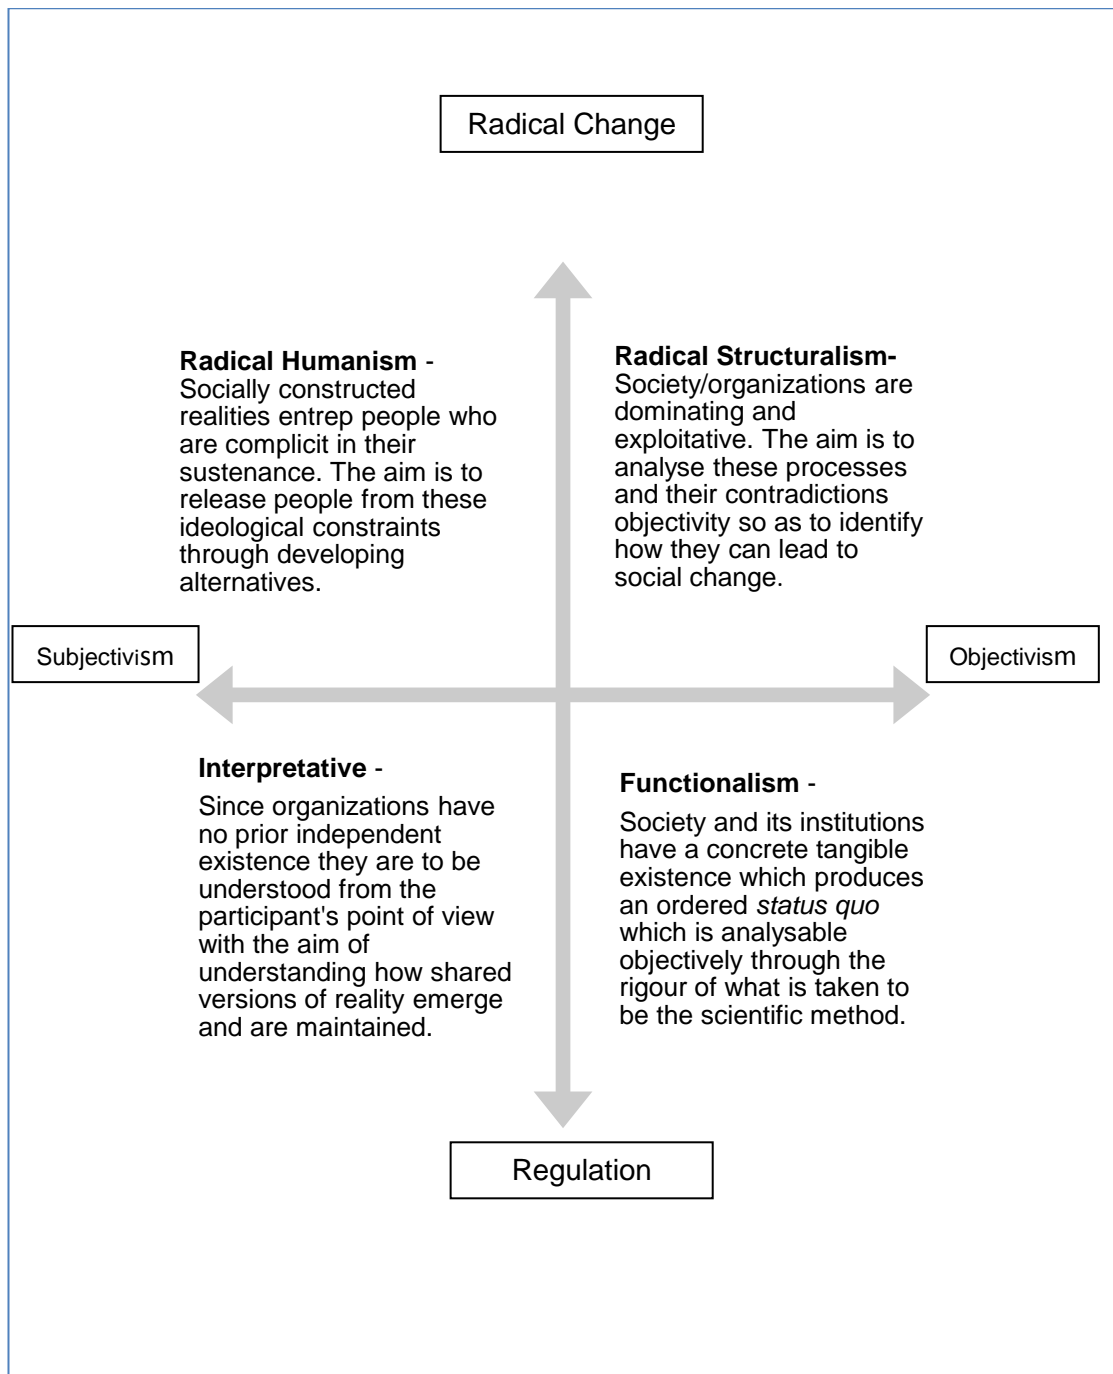 Radical Change
Radical Humanism -
Socially constructed
realities entrep people who
are complicit in their
sustenance. The aim is to
release people from these
ideological constraints
through developing
alternatives.
Radical Structuralism-
Society/organizations are
dominating and
exploitative. The aim is to
analyse these processes
and their contradictions
objectivity so as to identify
how they can lead to
social change.
Subjectivism
Objectivism
Interpretative -
Since organizations have
no prior independent
existence they are to be
understood from the
participant's point of view
with the aim of
understanding how shared
versions of reality emerge
and are maintained.
Functionalism -
Society and its institutions
have a concrete tangible
existence which produces
an ordered status quo
which is analysable
objectively through the
rigour of what is taken to
be the scientific method.
Regulation